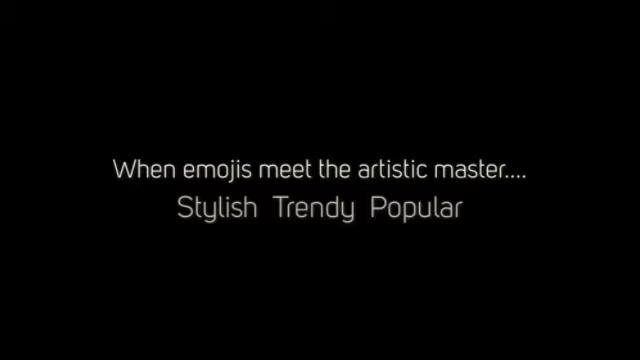 When emojis meet the artistic master....
Stylish Trendy Popular